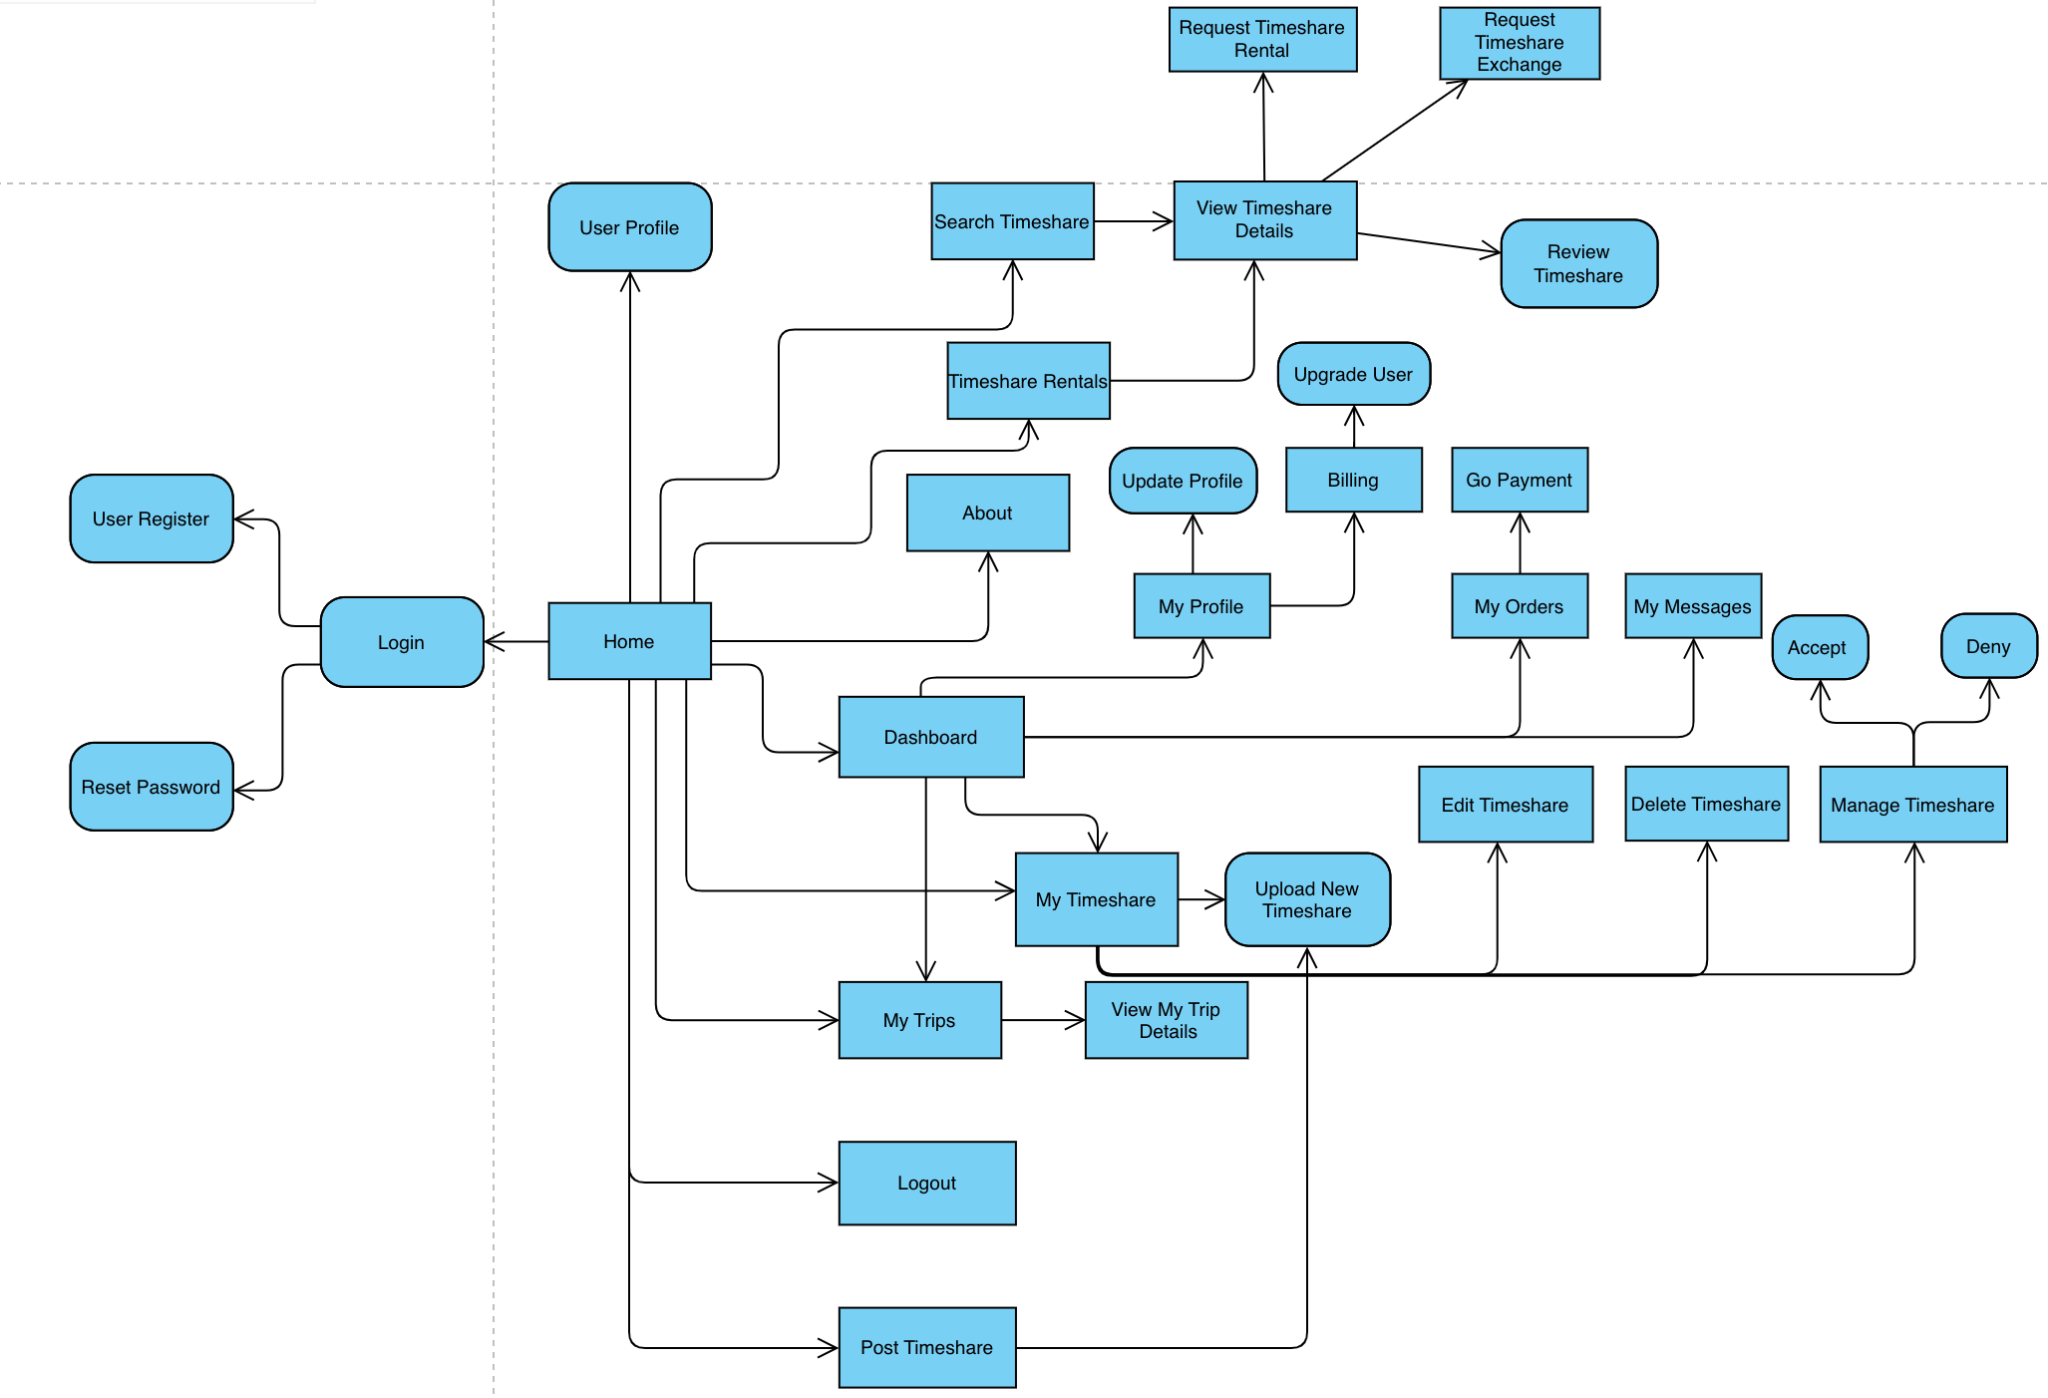 Request Timeshare
Rental
Request
Timeshare
Exchange
User Profile
Search Timeshare
View Timeshare
Details
Review
Timeshare
Timeshare Rentals
Upgrade User
User Register
About
Update Profile
Billing
Go Payment
Login
Home
My Profile
My Orders
My Messages
Accept
Deny
Reset Password
Dashboard
Edit Timeshare
Delete Timeshare
Manage Timeshare
My Timeshare
Upload New
Timeshare
My Trips
View My Trip
Details
Logout
Post Timeshare